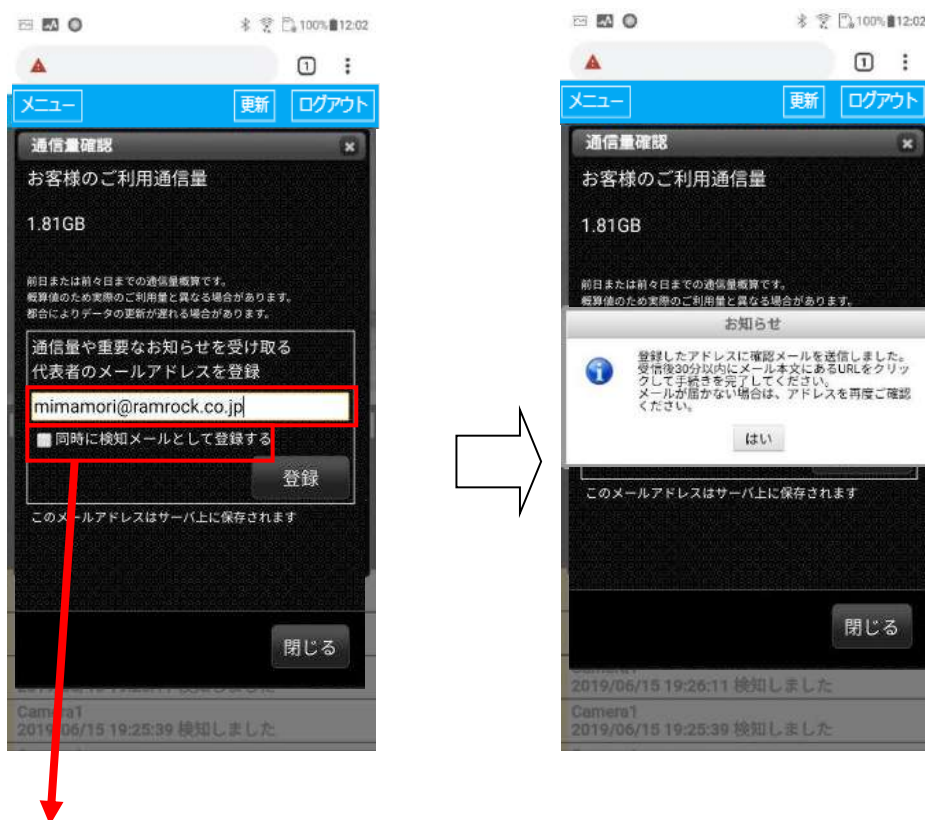 100% 12:02
1
メニュー 更新 ログアウト
通信量確認
お客様のご利用通信量
1.81GB
前日または前々日までの通信量概算です。
概算値のため実際のご利用量と異なる場合があります。
都合によりデータの更新が遅れる場合があります。
通信量や重要なお知らせを受け取る
代表者のメールアドレスを登録
mimamori@ramrock.co.jp
同時に検知メールとして登録する
登録
このメールアドレスはサーバ上に保存されます
閉じる
Camera1
2019/06/15 19:25:39 検知しました
100% 12:02
1
メニュー 更新 ログアウト
通信量確認
お客様のご利用通信量
1.81GB
前日または前々日までの通信量概算です。
概算値のため実際のご利用量と異なる場合があります。
お知らせ
登録したアドレスに確認メールを送信しました。
受信後30分以内にメール本文にあるURLをクリッ
クして手続きを完了してください。
メールが届かない場合は、アドレスを再度ご確認
ください。
はい
このメールアドレスはサーバ上に保存されます
閉じる
Camera1
2019/06/15 19:26:11 検知しました
Camera1
2019/06/15 19:25:39 検知しました